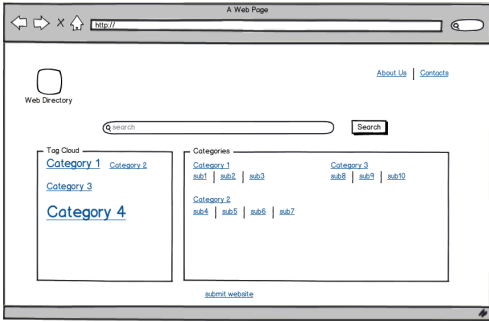 A Web Page
http://
About Us Contacts
Web Directory
search Search
Tag Cloud
Category 1 Category 2
Category 3
Category 4
Categories
Category 1
sub1 sub2 sub3
Category 2
sub4 sub5 sub6 sub7
Category 3
sub8 sub9 sub10
submit website